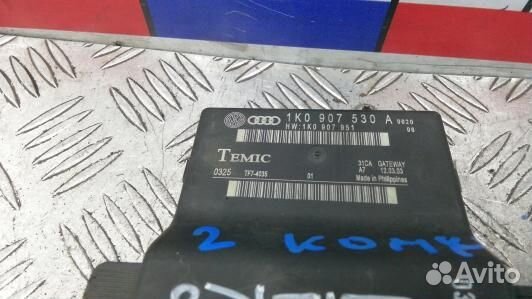 1K0 907 530 A 0020
HW:1K0 907 951 06
TEMIC
31CA GATEWAY
0325 TF7-4035 01 A7 12.03.03
Made in Philippines
2 КОМК
Avito